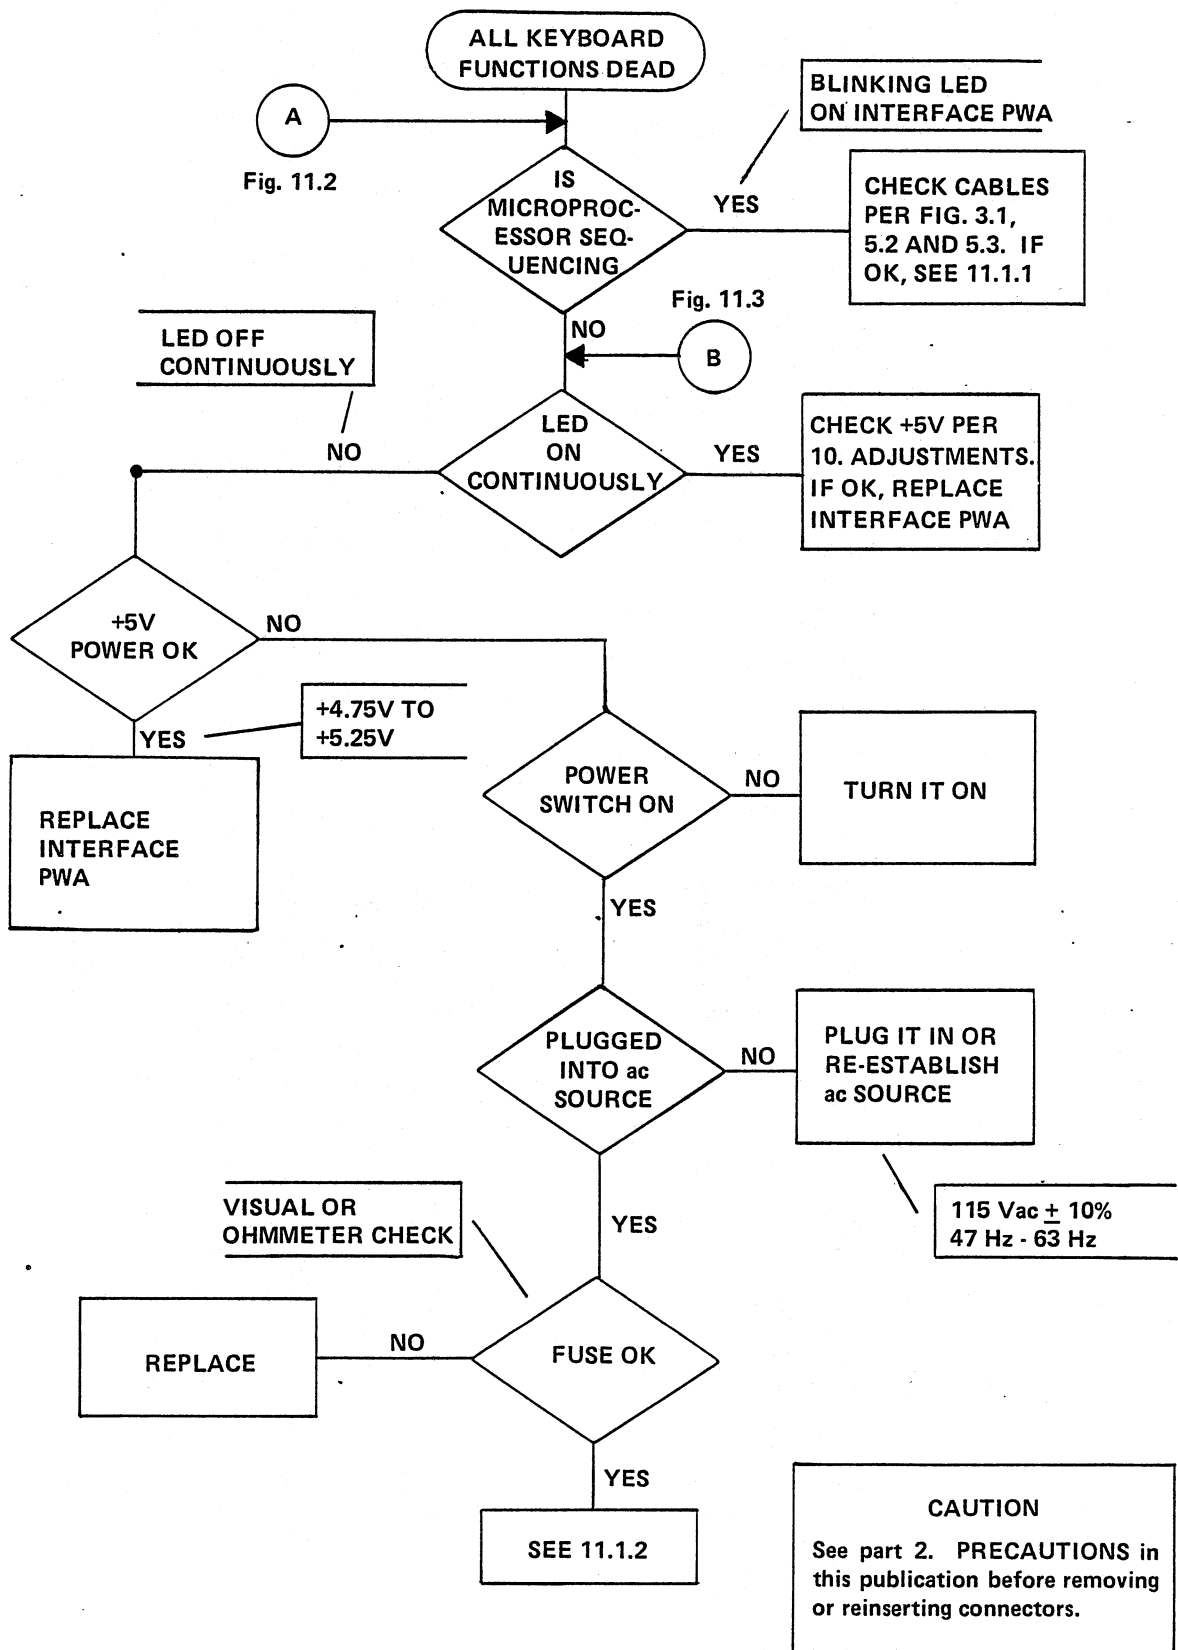 ALL KEYBOARD
FUNCTIONS DEAD
A
Fig. 11.2
BLINKING LED
ON INTERFACE PWA
IS
MICROPROC-
ESSOR SEQ-
UENCING
YES
CHECK CABLES
PER FIG. 3.1,
5.2 AND 5.3. IF
OK, SEE 11.1.1
NO
Fig. 11.3
B
LED OFF
CONTINUOUSLY
NO
LED
ON
CONTINUOUSLY
YES
CHECK +5V PER
10. ADJUSTMENTS.
IF OK, REPLACE
INTERFACE PWA
+5V
POWER OK
NO
YES
+4.75V TO
+5.25V
REPLACE
INTERFACE
PWA
POWER
SWITCH ON
NO
TURN IT ON
YES
PLUGGED
INTO ac
SOURCE
NO
PLUG IT IN OR
RE-ESTABLISH
ac SOURCE
115 Vac ± 10%
47 Hz - 63 Hz
YES
VISUAL OR
OHMMETER CHECK
FUSE OK
NO
REPLACE
YES
SEE 11.1.2
CAUTION
See part 2. PRECAUTIONS in
this publication before removing
or reinserting connectors.